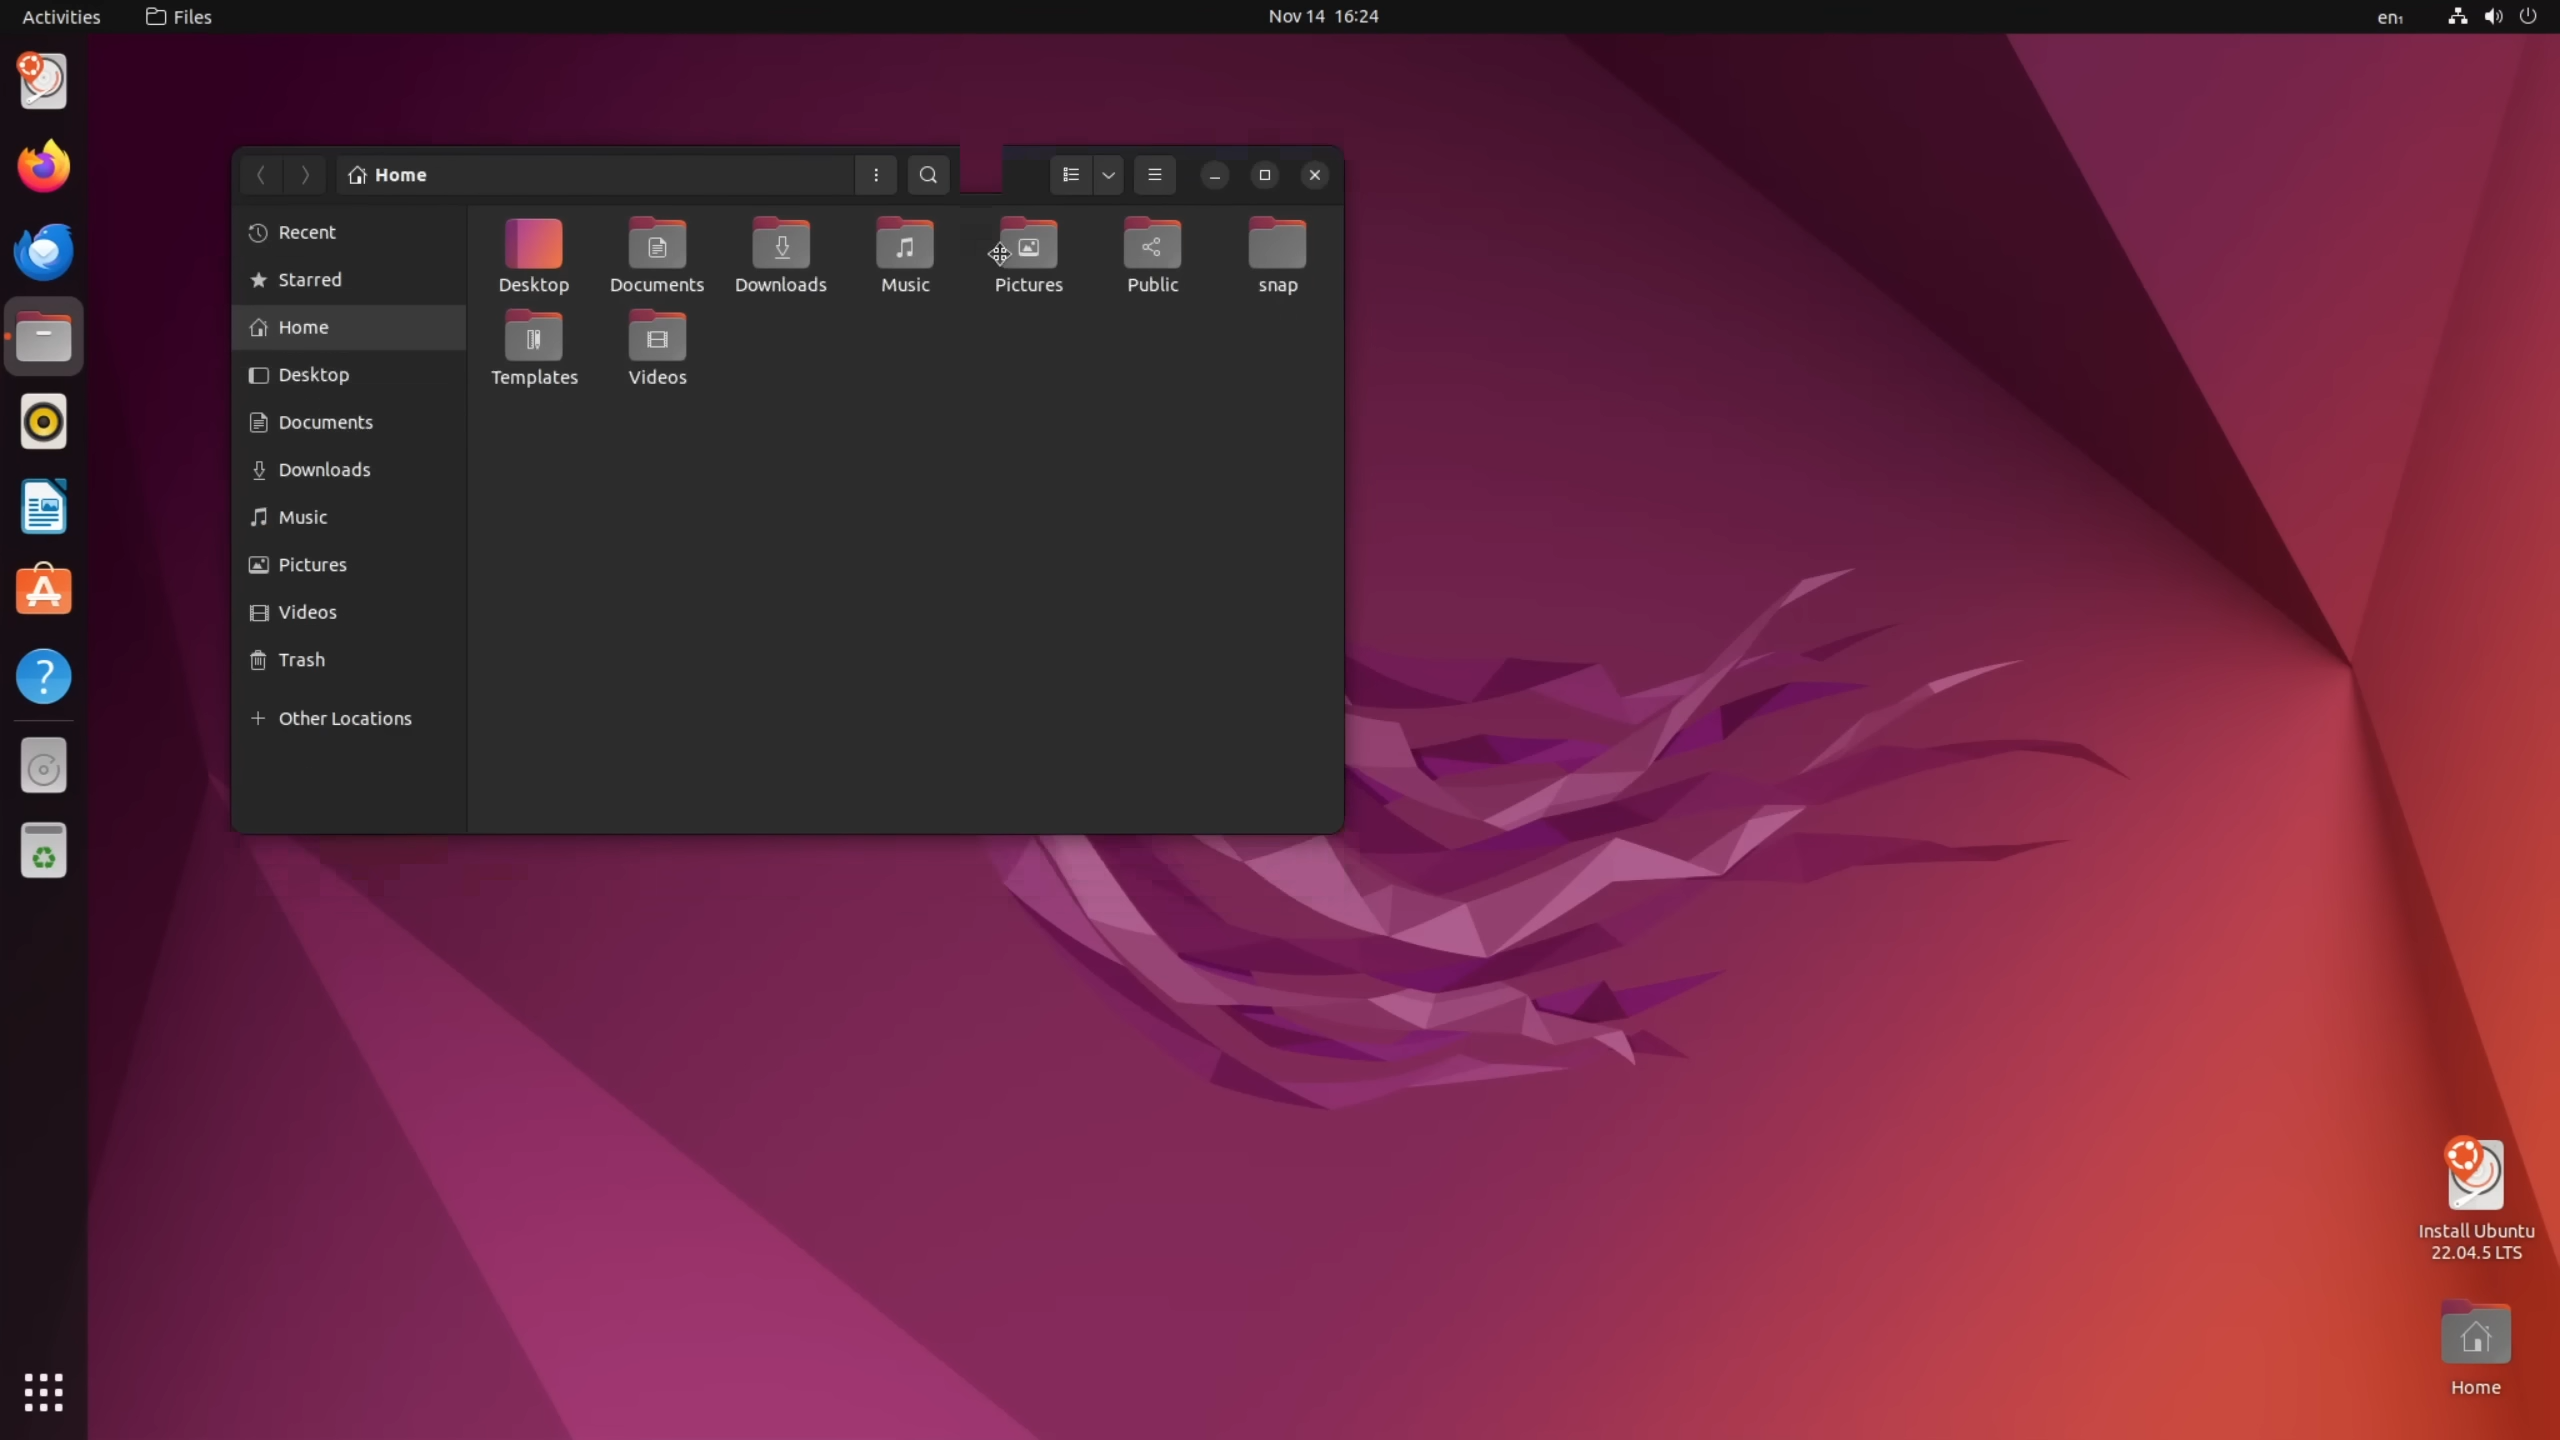 Activities
Files
Nov 14 16:24
en₁
Home
Recent
Starred
Home
Desktop
Documents
Downloads
Music
Pictures
Videos
Trash
Other Locations
Desktop
Documents
Downloads
Music
Pictures
Public
snap
Templates
Videos
Install Ubuntu
22.04.5 LTS
Home